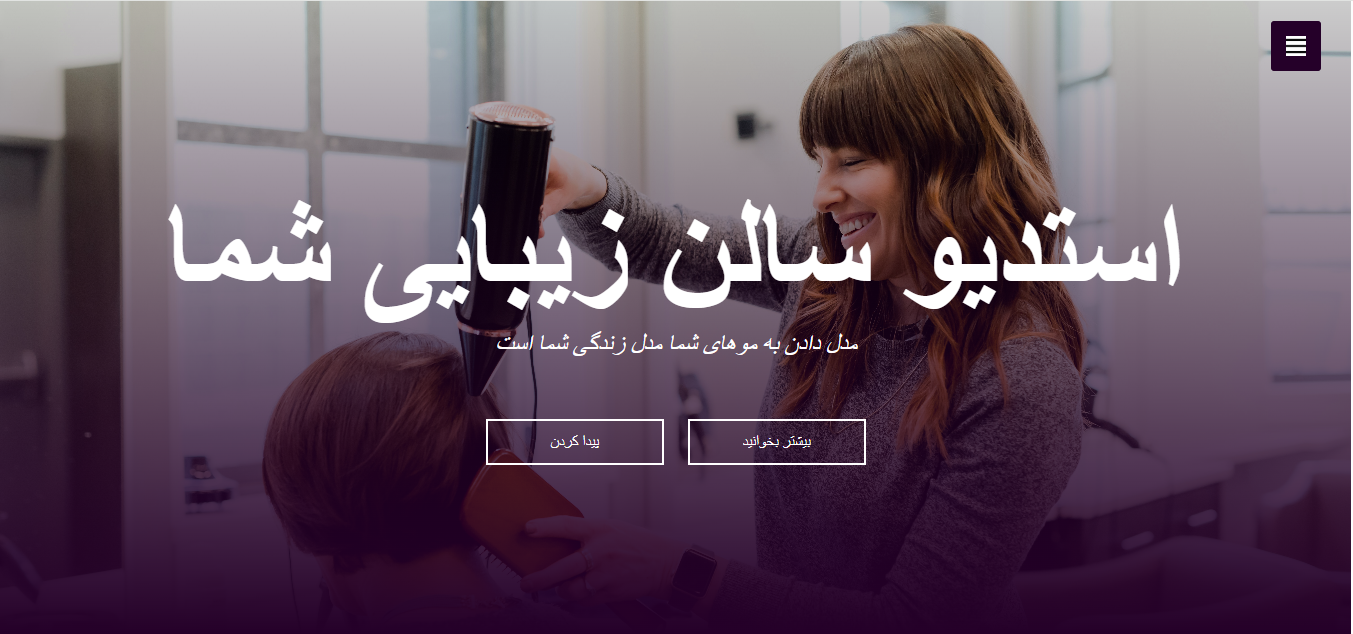 استدیو سالن زیبایی شما
مدل دادن به موهای شما مدل زندگی شما است
بیشتر بخوانید
پیدا کردن